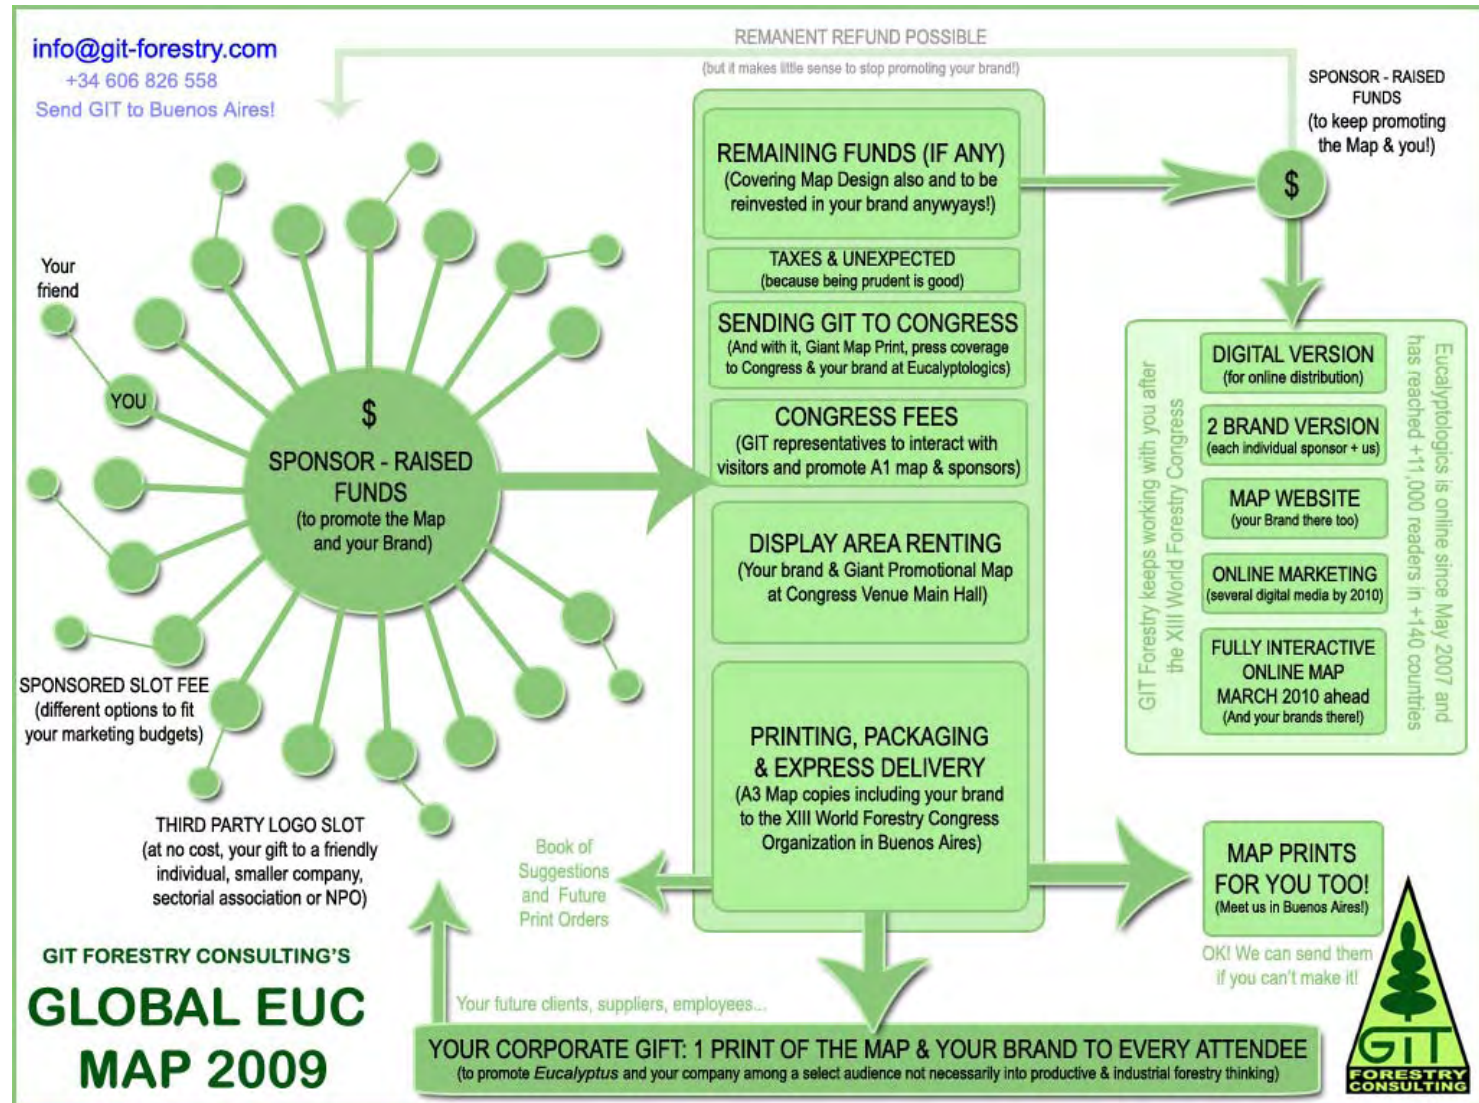 info@git-forestry.com
+34 606 826 558
Send GIT to Buenos Aires!
REMANENT REFUND POSSIBLE
(but it makes little sense to stop promoting your brand!)
SPONSOR - RAISED
FUNDS
(to keep promoting
the Map & you!)
$
Your
friend
YOU
$
SPONSOR - RAISED
FUNDS
(to promote the Map
and your Brand)
SPONSORED SLOT FEE
(different options to fit
your marketing budgets)
THIRD PARTY LOGO SLOT
(at no cost, your gift to a friendly
individual, smaller company,
sectorial association or NPO)
REMAINING FUNDS (IF ANY)
(Covering Map Design also and to be
reinvested in your brand anywyays!)
TAXES & UNEXPECTED
(because being prudent is good)
SENDING GIT TO CONGRESS
(And with it, Giant Map Print, press coverage
to Congress & your brand at Eucalyptologics)
CONGRESS FEES
(GIT representatives to interact with
visitors and promote A1 map & sponsors)
DISPLAY AREA RENTING
(Your brand & Giant Promotional Map
at Congress Venue Main Hall)
PRINTING, PACKAGING
& EXPRESS DELIVERY
(A3 Map copies including your brand
to the XIII World Forestry Congress
Organization in Buenos Aires)
GIT Forestry keeps working with you after
the XIII World Forestry Congress
DIGITAL VERSION
(for online distribution)
2 BRAND VERSION
(each individual sponsor + us)
MAP WEBSITE
(your Brand there too)
ONLINE MARKETING
(several digital media by 2010)
FULLY INTERACTIVE
ONLINE MAP
MARCH 2010 ahead
(And your brands there!)
Eucalyptologics is online since May 2007 and
has reached +11,000 readers in +140 countries
Book of
Suggestions
and Future
Print Orders
MAP PRINTS
FOR YOU TOO!
(Meet us in Buenos Aires!)
OK! We can send them
if you can't make it!
GIT FORESTRY CONSULTING'S
GLOBAL EUC
MAP 2009
Your future clients, suppliers, employees...
YOUR CORPORATE GIFT: 1 PRINT OF THE MAP & YOUR BRAND TO EVERY ATTENDEE
(to promote Eucalyptus and your company among a select audience not necessarily into productive & industrial forestry thinking)
GIT
FORESTRY
CONSULTING